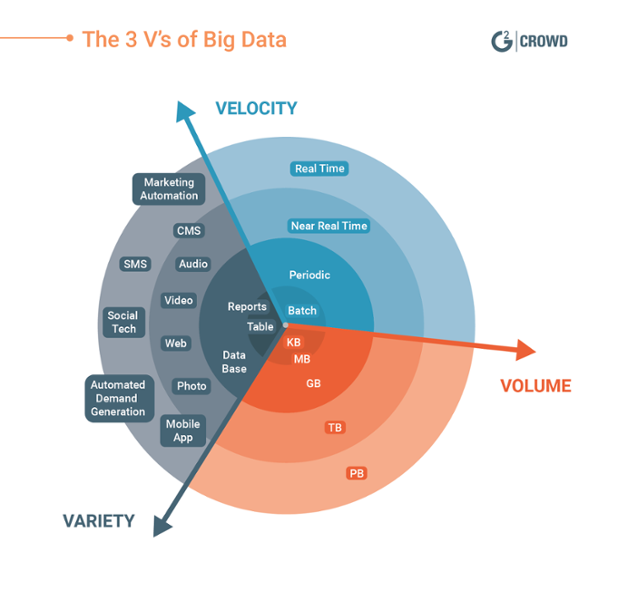 The 3 V's of Big Data
G2 CROWD
VELOCITY
Real Time
Marketing
Automation
CMS
Near Real Time
SMS
Audio
Periodic
Video
Reports
Batch
Social
Tech
Table
KB
Web
MB
Data
Base
GB
VOLUME
Automated
Demand
Generation
Photo
Mobile
App
TB
PB
VARIETY